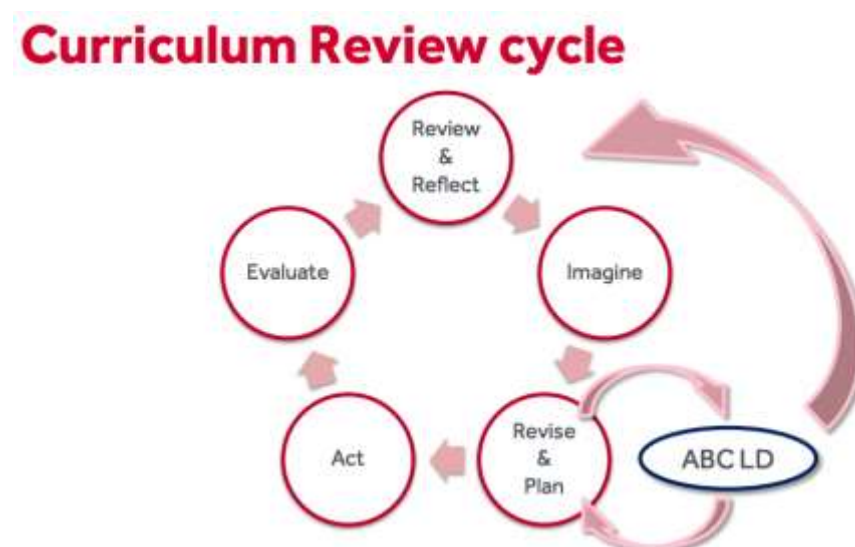 Curriculum Review cycle
Review
&
Reflect
Imagine
Revise
&
Plan
ABC LD
Act
Evaluate